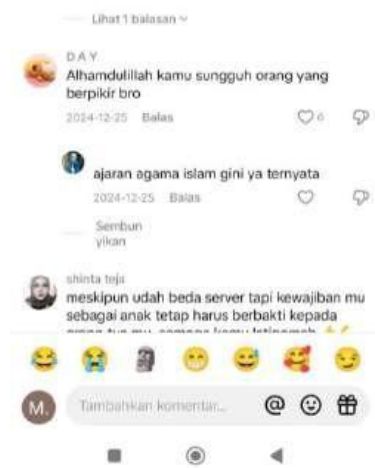 Lihat 1 balasan
D A Y
Alhamdulillah kamu sungguh orang yang
berpikir bro
2024-12-25 Balas 6
ajaran agama islam gini ya ternyata
2024-12-25 Balas
Sembun
yikan
shinta teja
meskipun udah beda server tapi kewajiban mu
sebagai anak tetap harus berbakti kepada
M.
Tambahkan komentar...